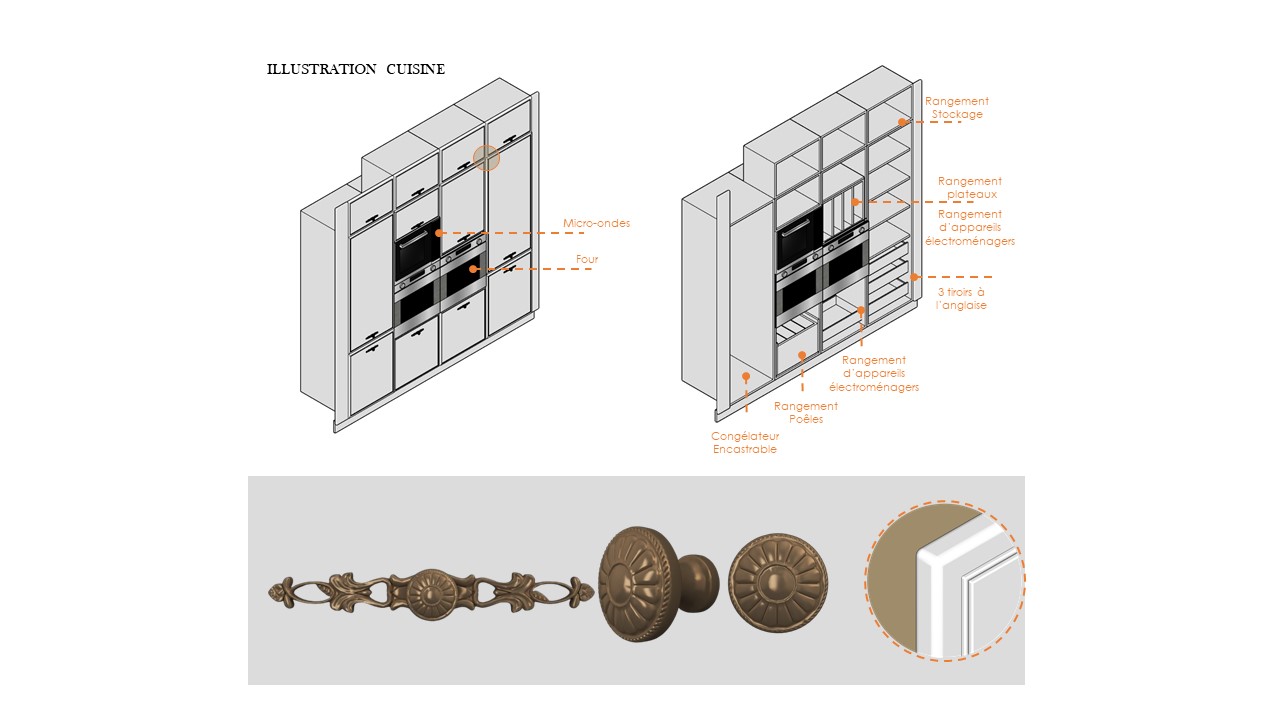 ILLUSTRATION CUISINE
Micro-ondes
Four
Rangement
Stockage
Rangement
plateaux
Rangement
d'appareils
électroménagers
3 tiroirs à
l'anglaise
Rangement
d'appareils
électroménagers
Rangement
Poêles
Congélateur
Encastrable